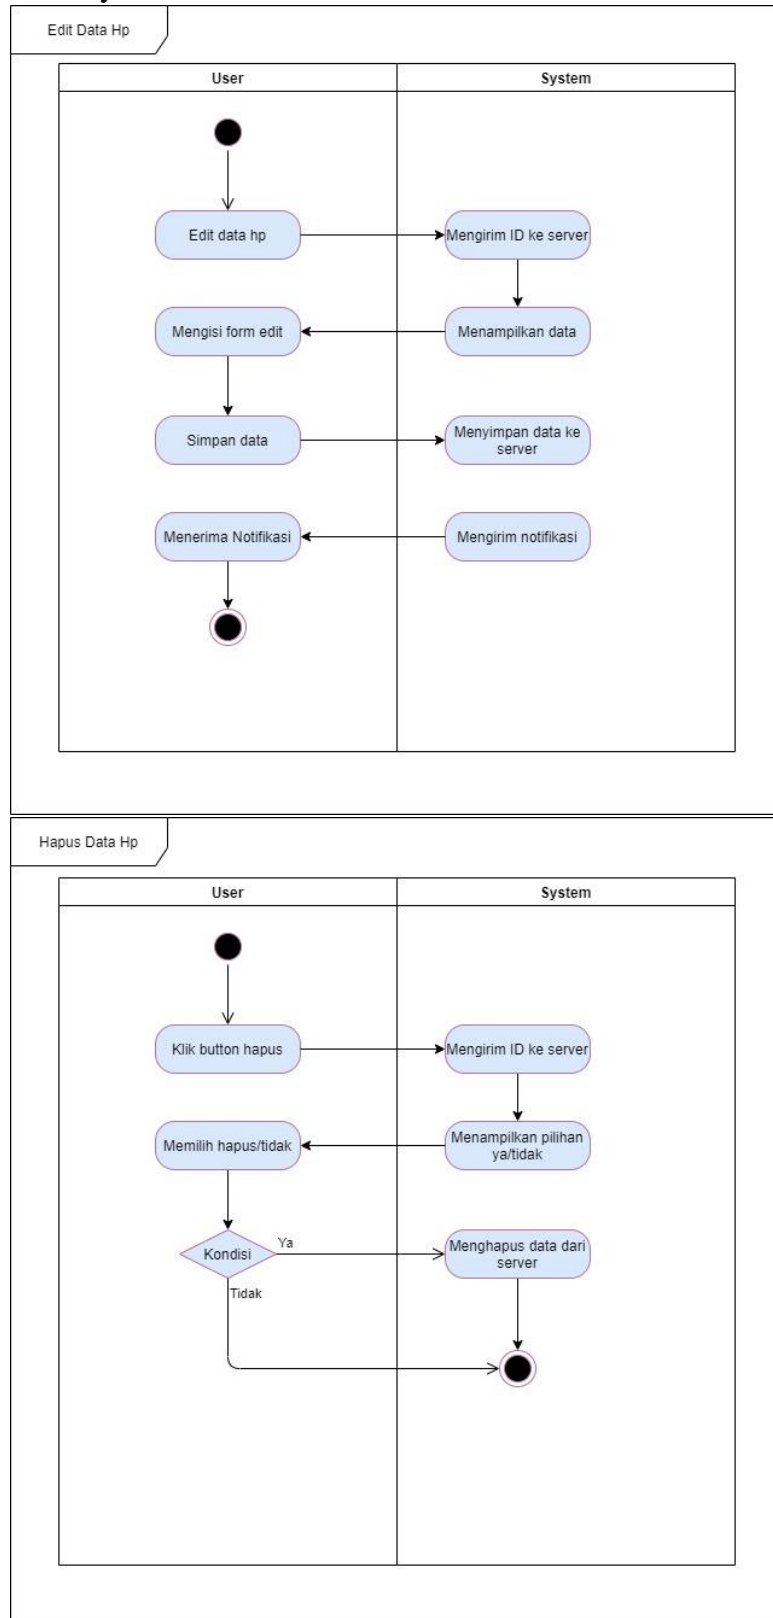 Edit Data Hp
User
System
Edit data hp
Mengirim ID ke server
Mengisi form edit
Menampilkan data
Simpan data
Menyimpan data ke
server
Menerima Notifikasi
Mengirim notifikasi
Hapus Data Hp
User
System
Klik button hapus
Mengirim ID ke server
Memilih hapus/tidak
Menampilkan pilihan
ya/tidak
Kondisi
Ya
Menghapus data dari
server
Tidak